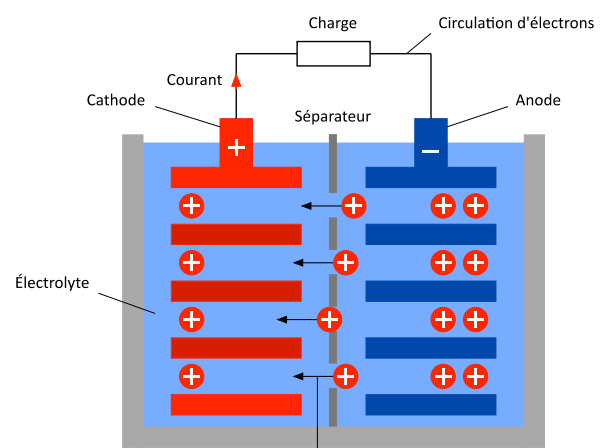 Charge
Circulation d'électrons
Courant
Cathode
Anode
Séparateur
Électrolyte